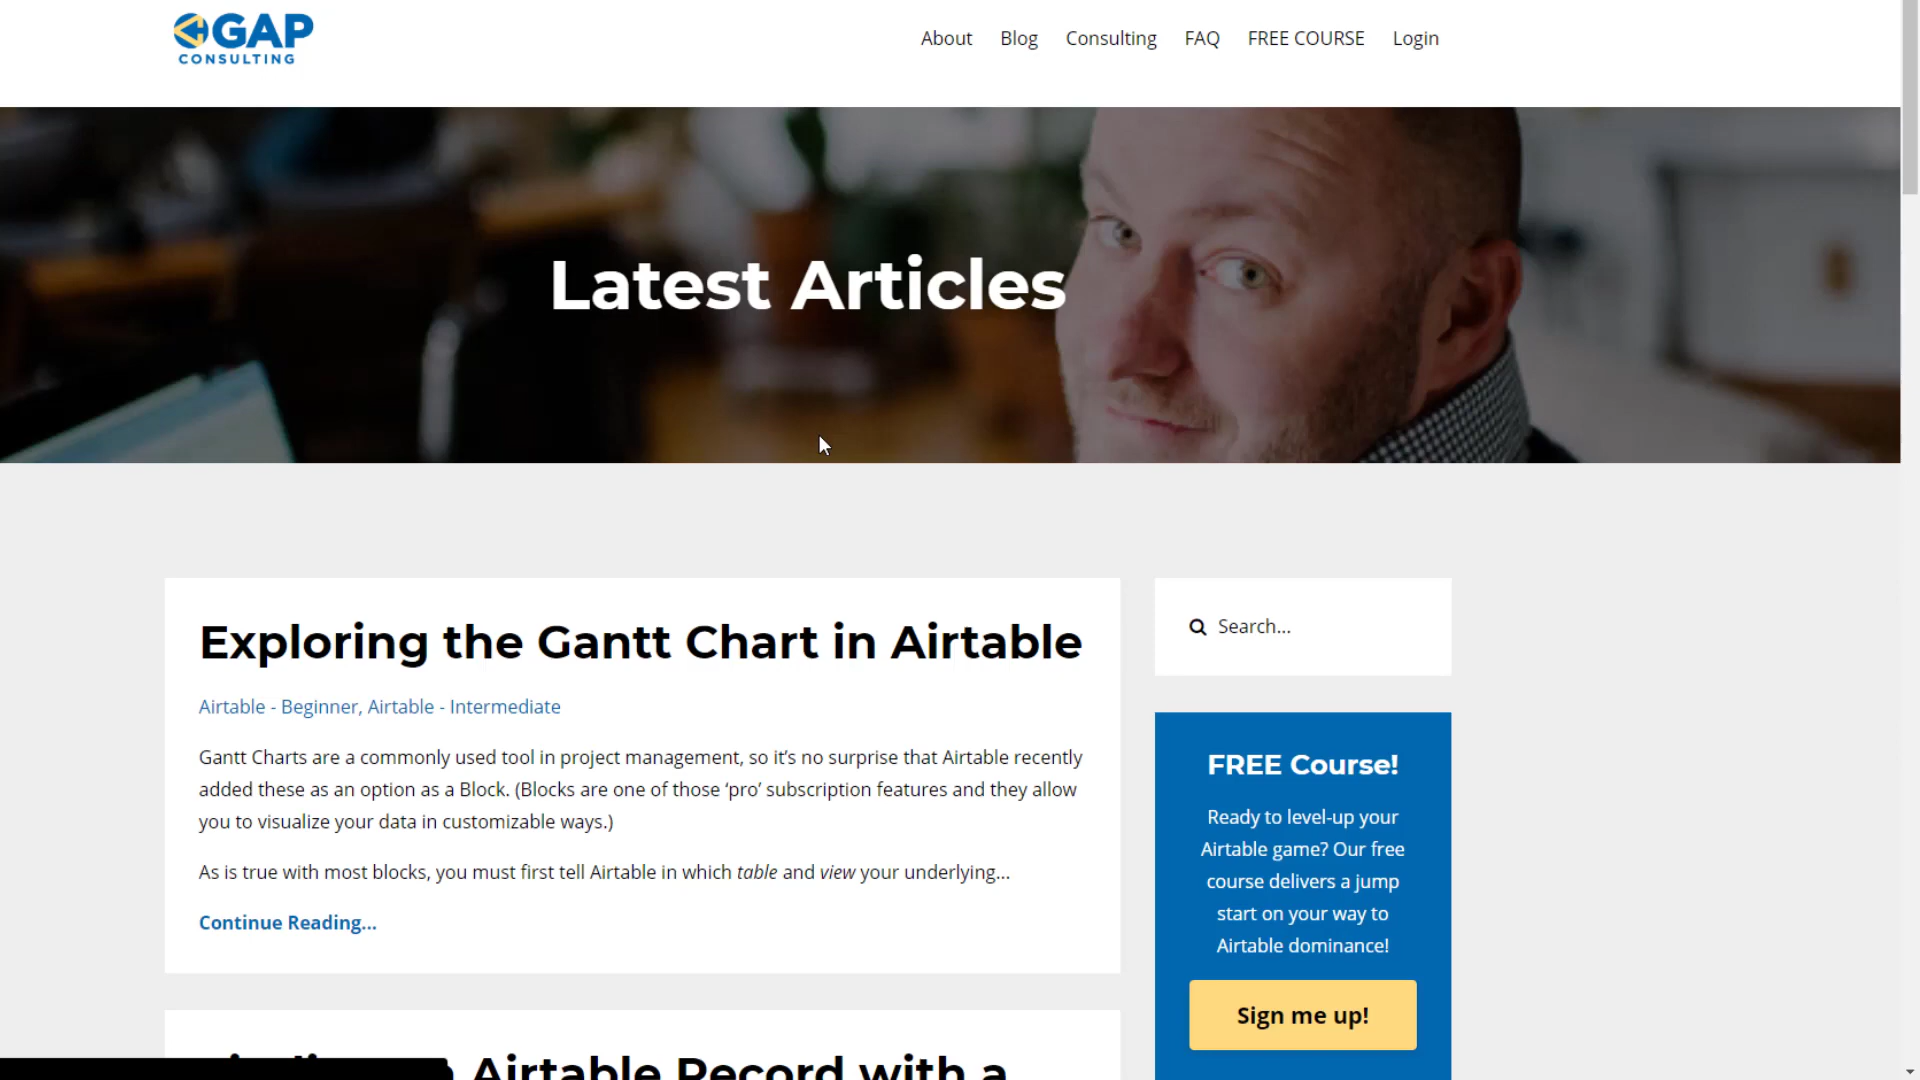 GAP
CONSULTING
About
Blog
Consulting
FAQ
FREE COURSE
Login
Latest Articles
Exploring the Gantt Chart in Airtable
Airtable - Beginner, Airtable - Intermediate
Gantt Charts are a commonly used tool in project management, so it’s no surprise that Airtable recently
added these as an option as a Block. (Blocks are one of those ‘pro’ subscription features and they allow
you to visualize your data in customizable ways.)
As is true with most blocks, you must first tell Airtable in which table and view your underlying...
Continue Reading...
Airtable Record with a
Search...
FREE Course!
Ready to level-up your
Airtable game? Our free
course delivers a jump
start on your way to
Airtable dominance!
Sign me up!